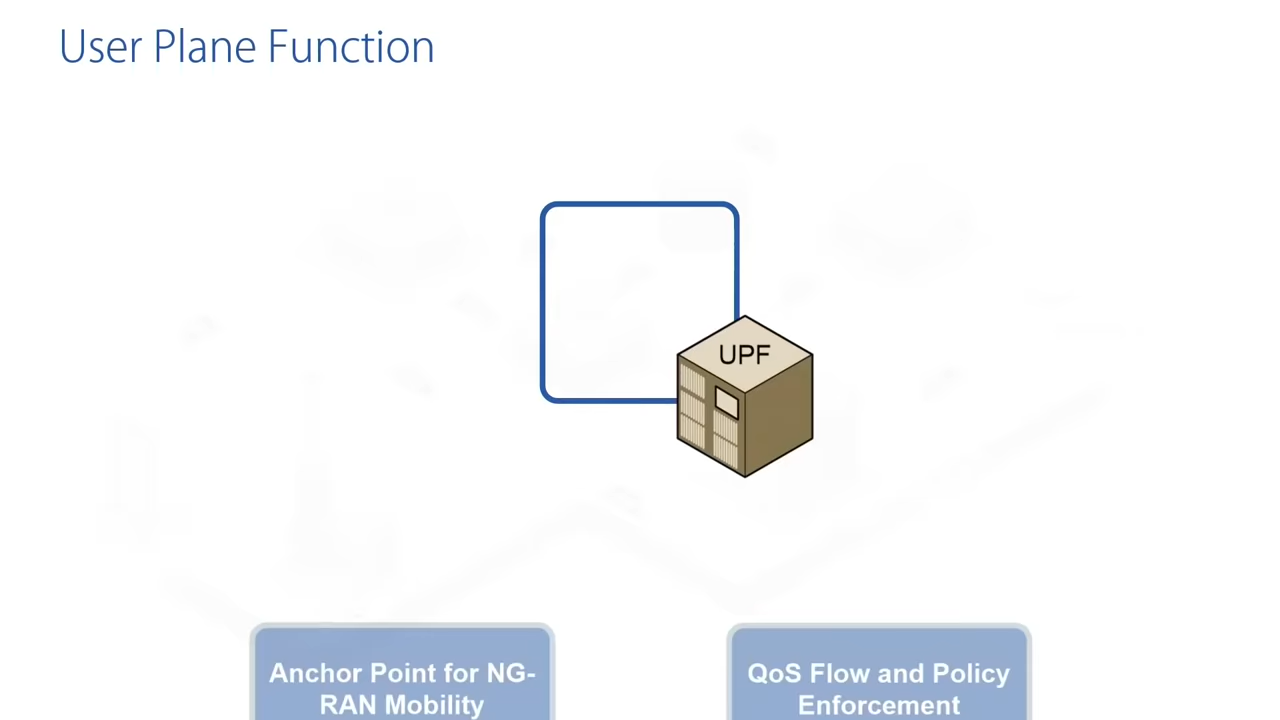 User Plane Function
UPF
Anchor Point for NG-
RAN Mobility
QoS Flow and Policy
Enforcement